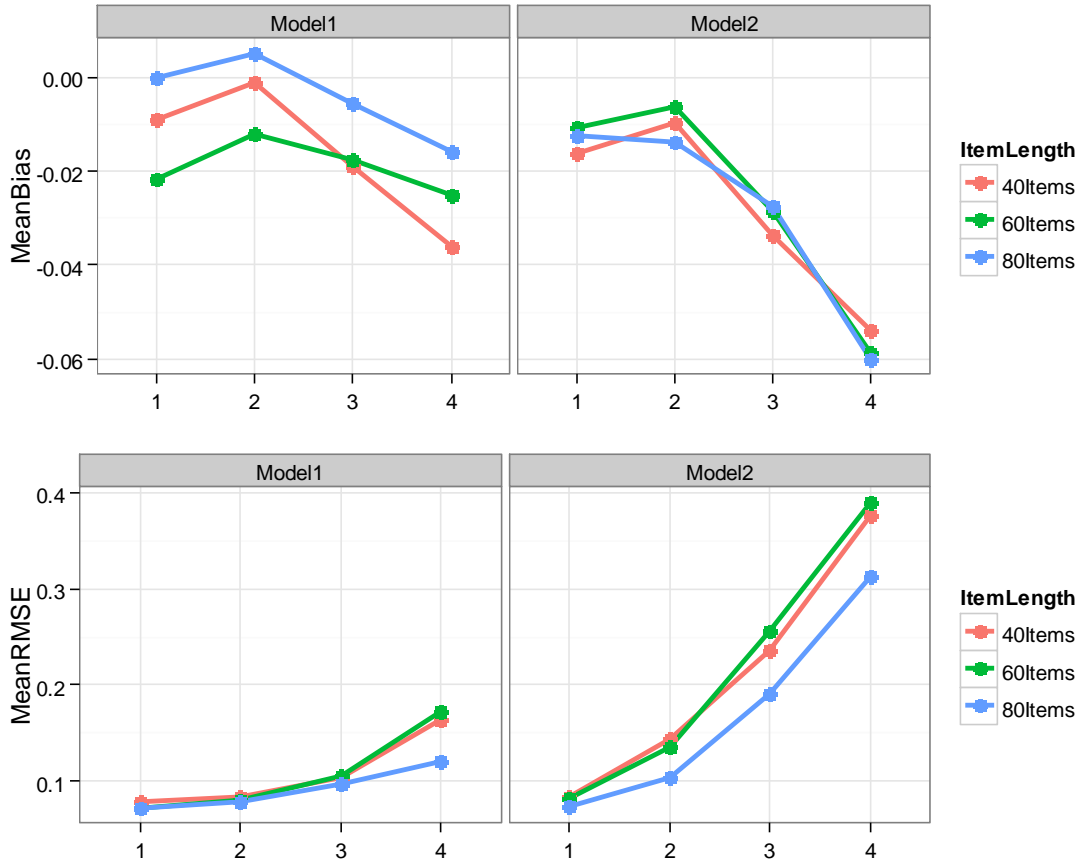 Model1 Model2
MeanBias
0.00
-0.02
-0.04
-0.06
1 2 3 4 1 2 3 4
ItemLength
40Items
60Items
80Items
Model1 Model2
MeanRMSE
0.4
0.3
0.2
0.1
1 2 3 4 1 2 3 4
ItemLength
40Items
60Items
80Items